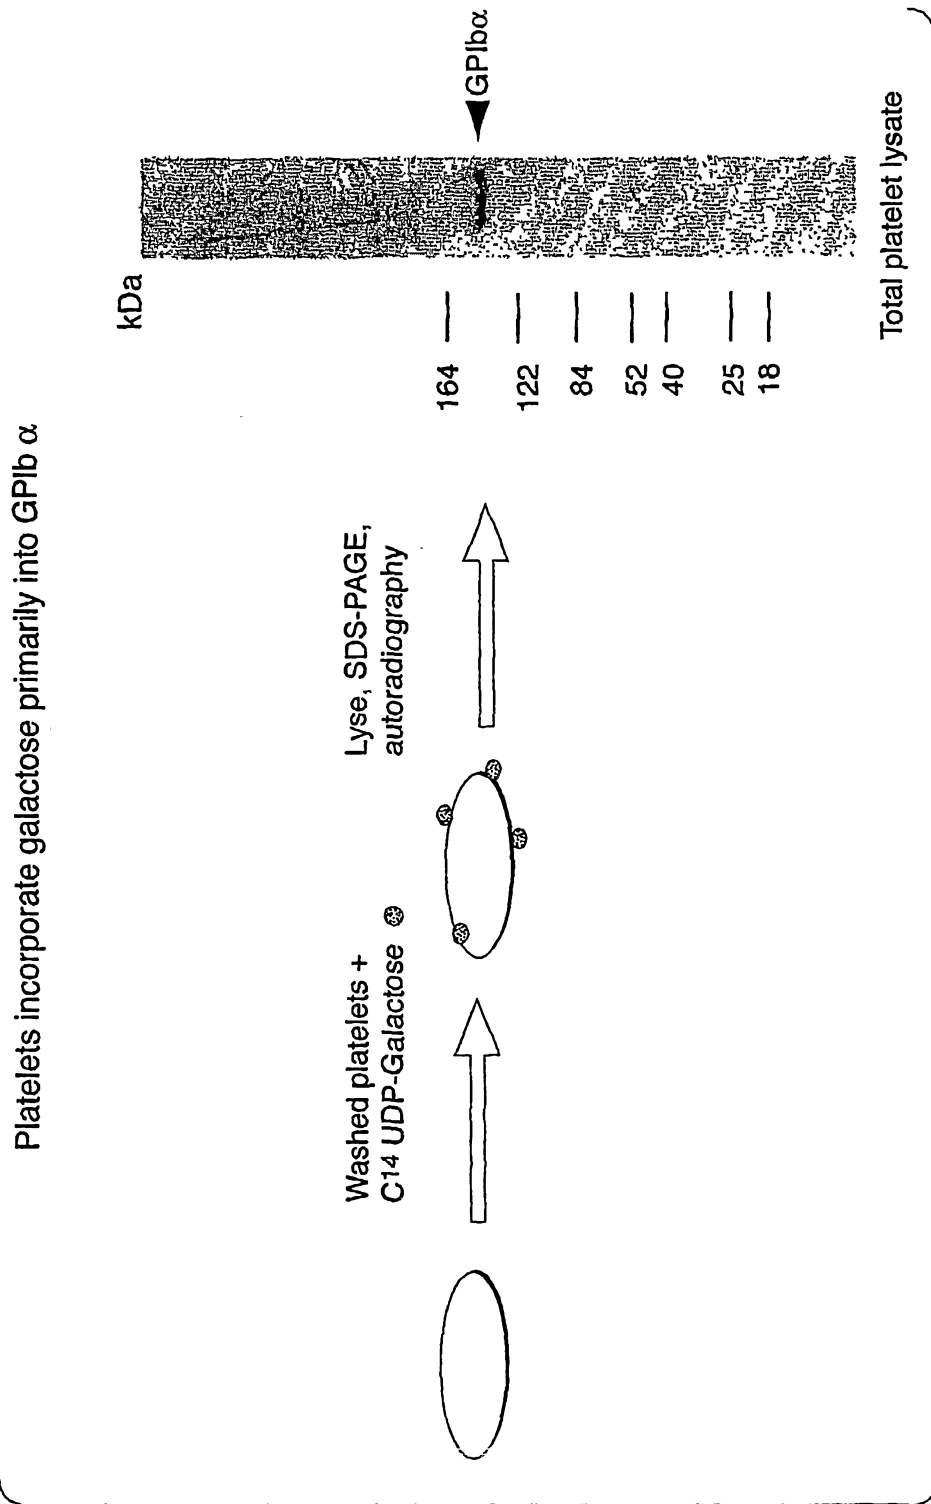 Platelets incorporate galactose primarily into GPIb α
Washed platelets +
C14 UDP-Galactose
Lyse, SDS-PAGE,
autoradiography
kDa
164
122
84
52
40
25
18
GPIbα
Total platelet lysate